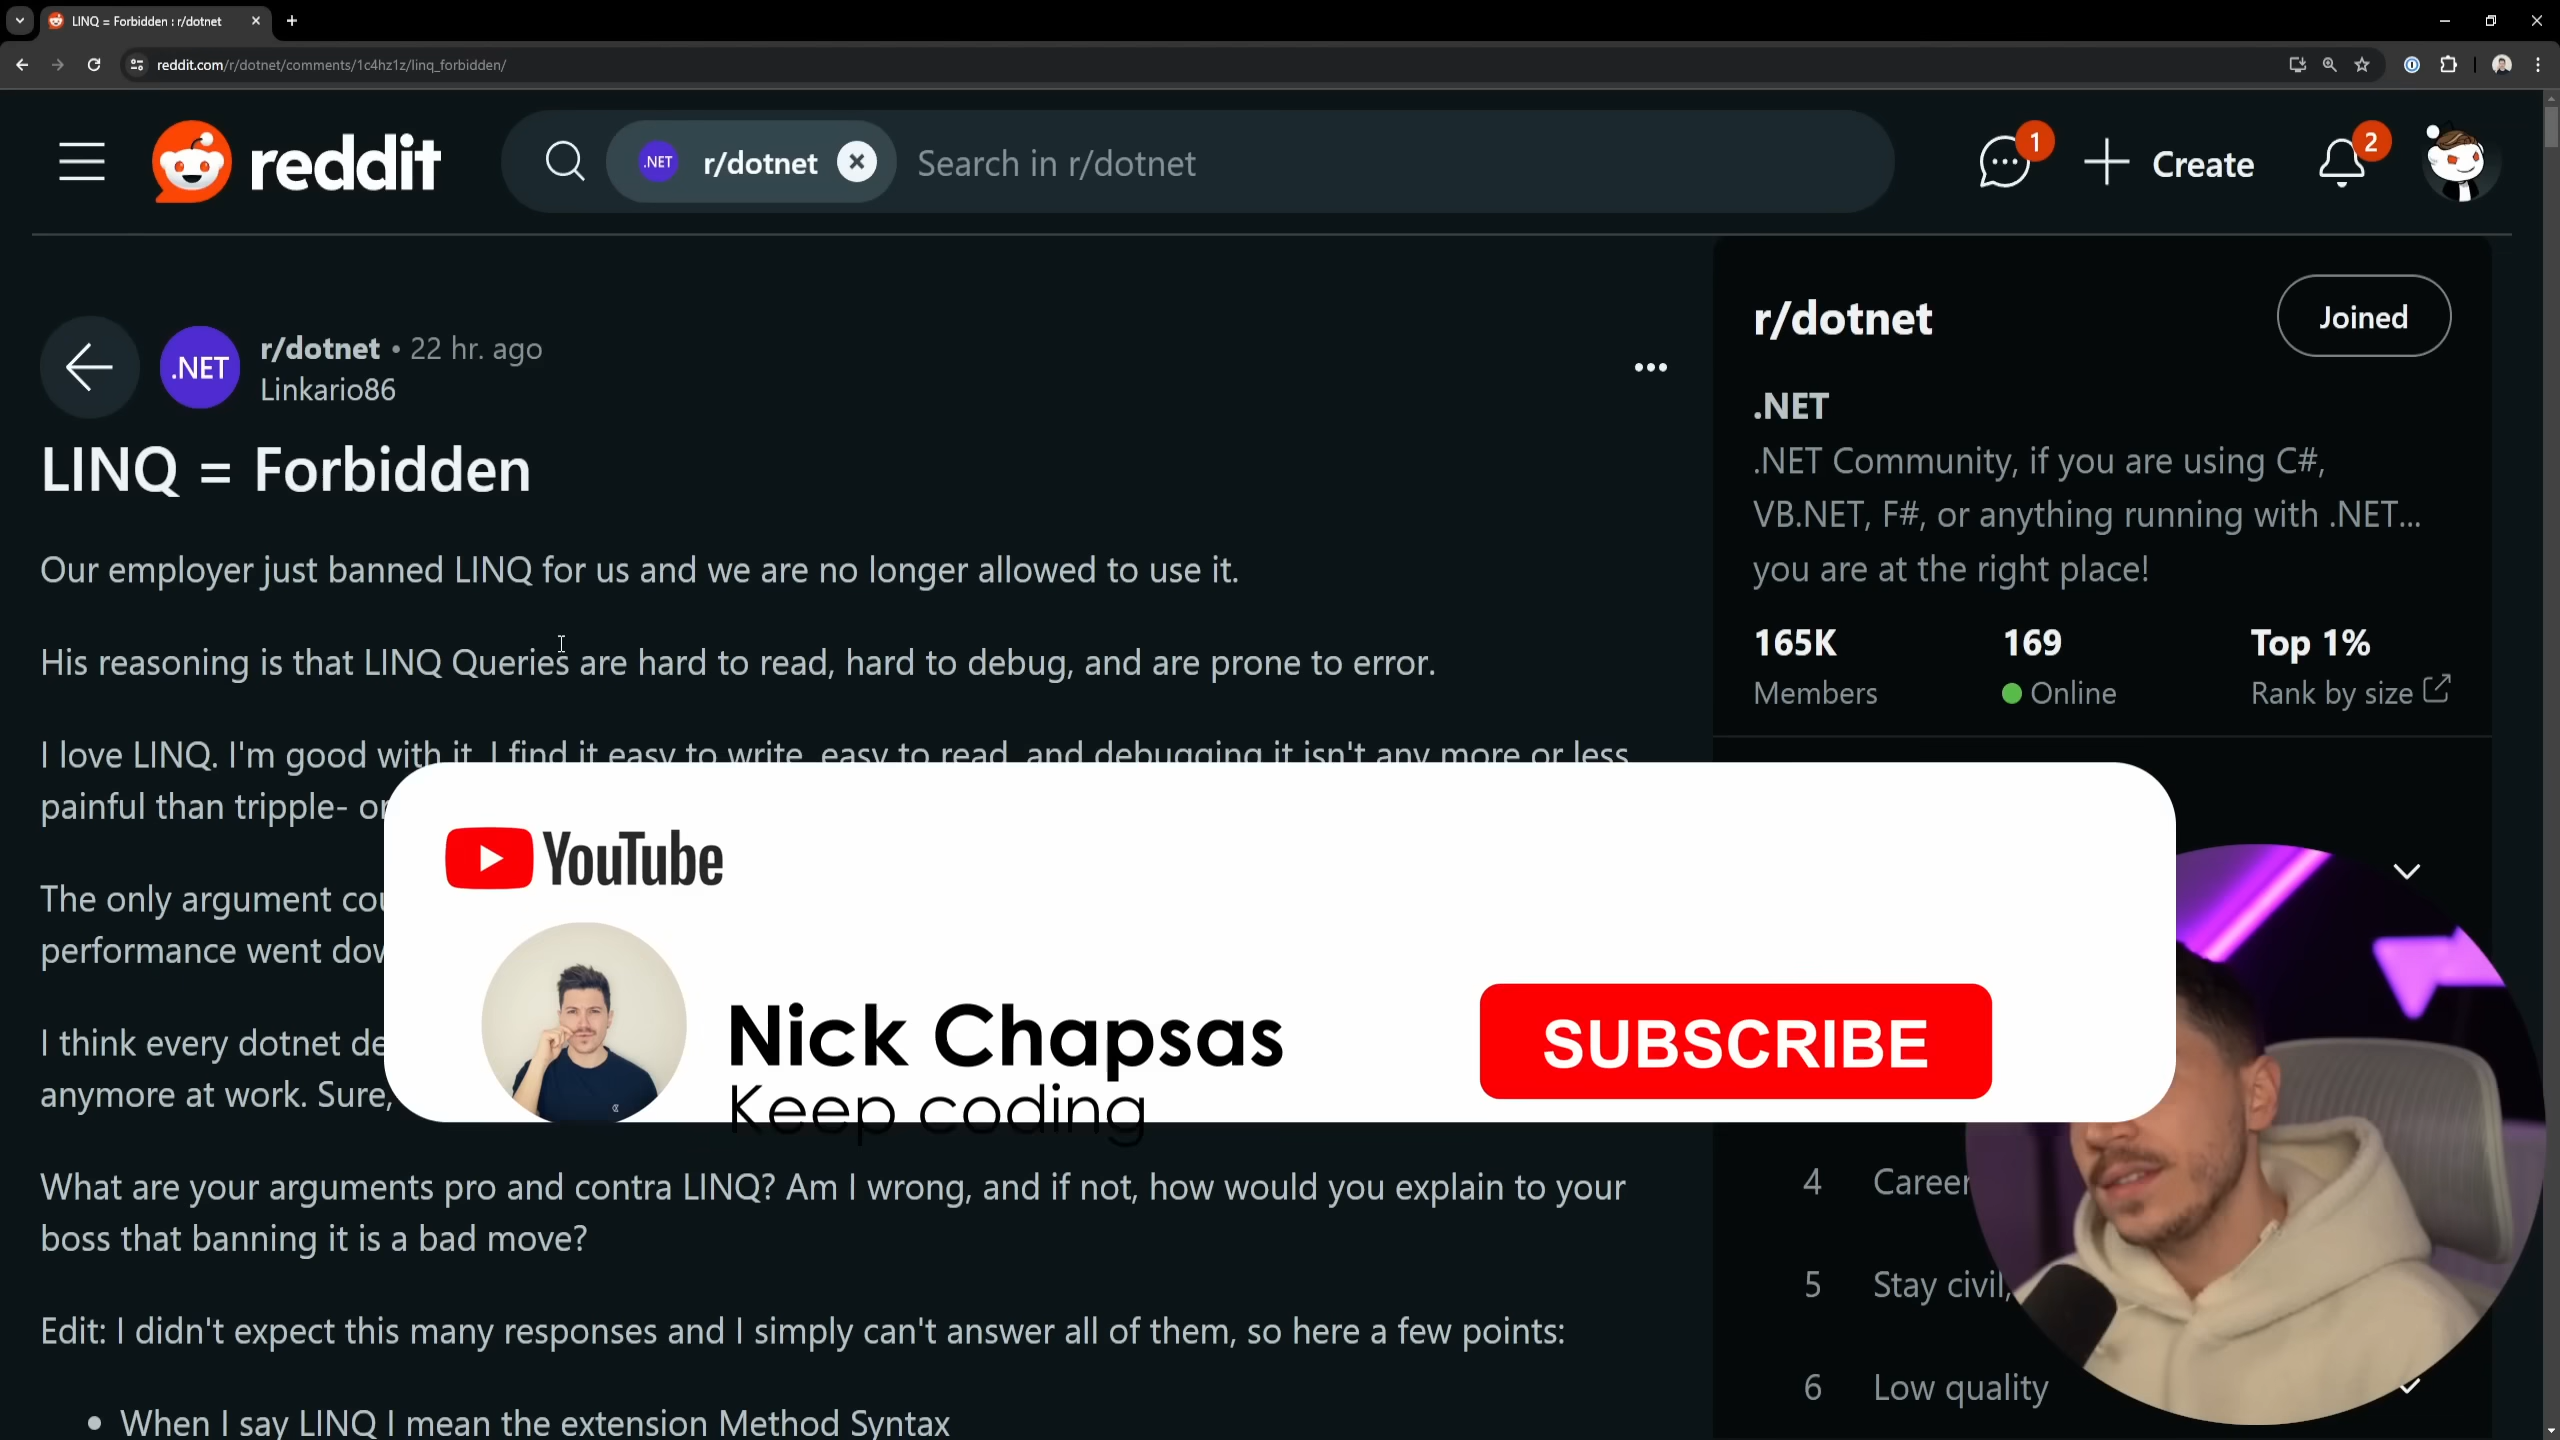 LINQ = Forbidden : r/dotnet
reddit.com/r/dotnet/comments/1c4hz1z/linq_forbidden/
reddit
.NET
r/dotnet
Search in r/dotnet
1
Create
2
.NET
r/dotnet • 22 hr. ago
Linkario86
LINQ = Forbidden
Our employer just banned LINQ for us and we are no longer allowed to use it.
His reasoning is that LINQ Queries are hard to read, hard to debug, and are prone to error.
I love LINQ. I'm good with it, I find it easy to write, easy to read, and debugging it isn't any more or less
painful than tripple- or
The only argument
performance went
I think every dotnet
anymore at work. Sure,
What are your arguments pro and contra LINQ? Am I wrong, and if not, how would you explain to your
boss that banning it is a bad move?
Edit: I didn't expect this many responses and I simply can't answer all of them, so here a few points:
• When I say LINQ I mean the extension Method Syntax
r/dotnet
Joined
.NET
.NET Community, if you are using C#,
VB.NET, F#, or anything running with .NET...
you are at the right place!
165K
Members
169
Online
Top 1%
Rank by size
4 Career
5 Stay civil,
6 Low quality
YouTube
Nick Chapsas
Keep coding
SUBSCRIBE